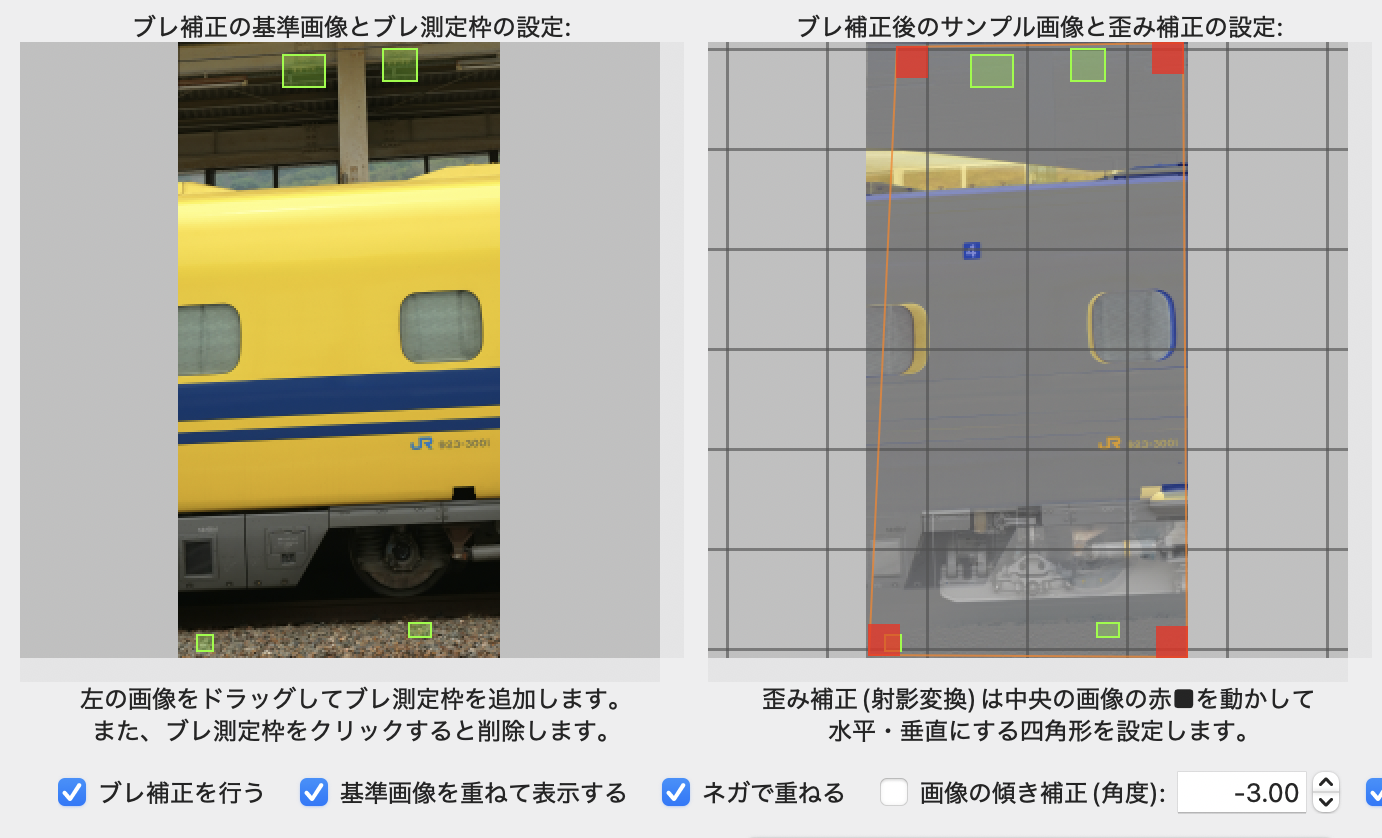 ブレ補正の基準画像とブレ測定枠の設定:
ブレ補正後のサンプル画像と歪み補正の設定:
4
JR 923-3001
JR 923-3001
左の画像をドラッグしてブレ測定枠を追加します。
また、ブレ測定枠をクリックすると削除します。
歪み補正(射影変換)は中央の画像の赤■を動かして
水平・垂直にする四角形を設定します。
ブレ補正を行う
基準画像を重ねて表示する
ネガで重ねる
画像の傾き補正(角度):
-3.00